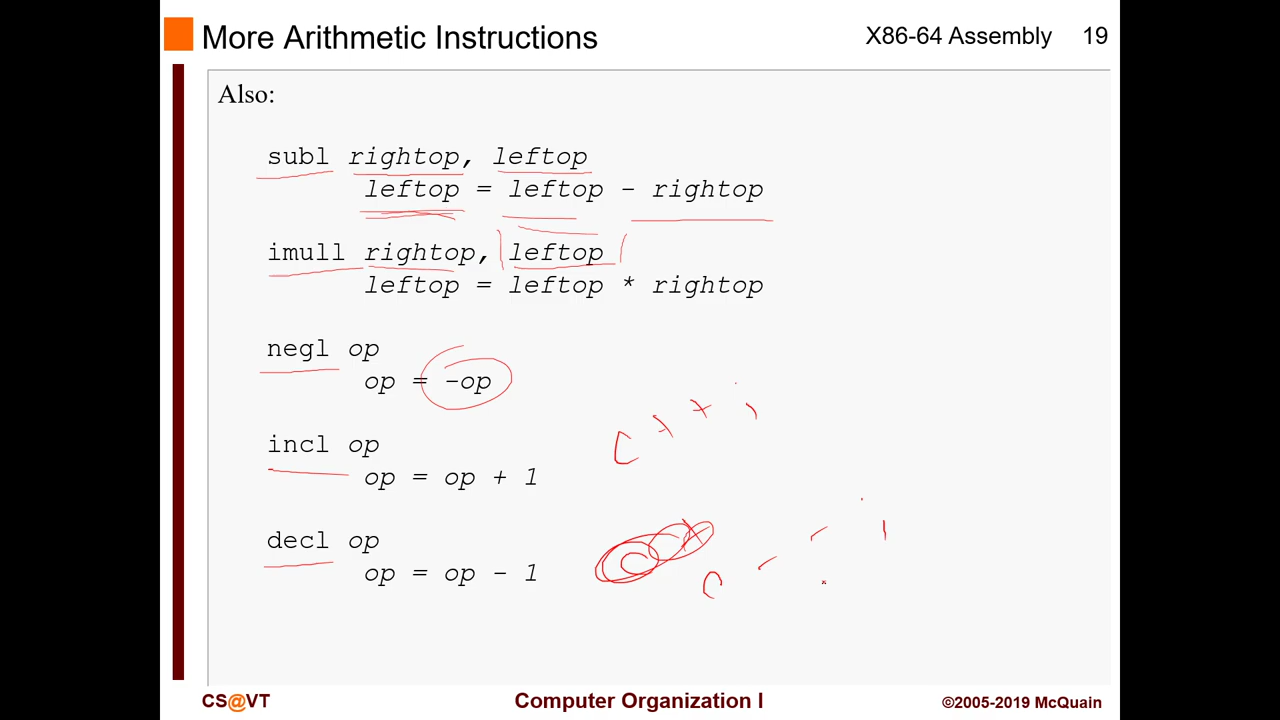 More Arithmetic Instructions
X86-64 Assembly 19
Also:
subl rightop, leftop
leftop = leftop - rightop
imull rightop, leftop
leftop = leftop * rightop
negl op
op = -op
incl op
op = op + 1
c++;
decl op
op = op - 1
c--;
CS@VT
Computer Organization I
©2005-2019 McQuain